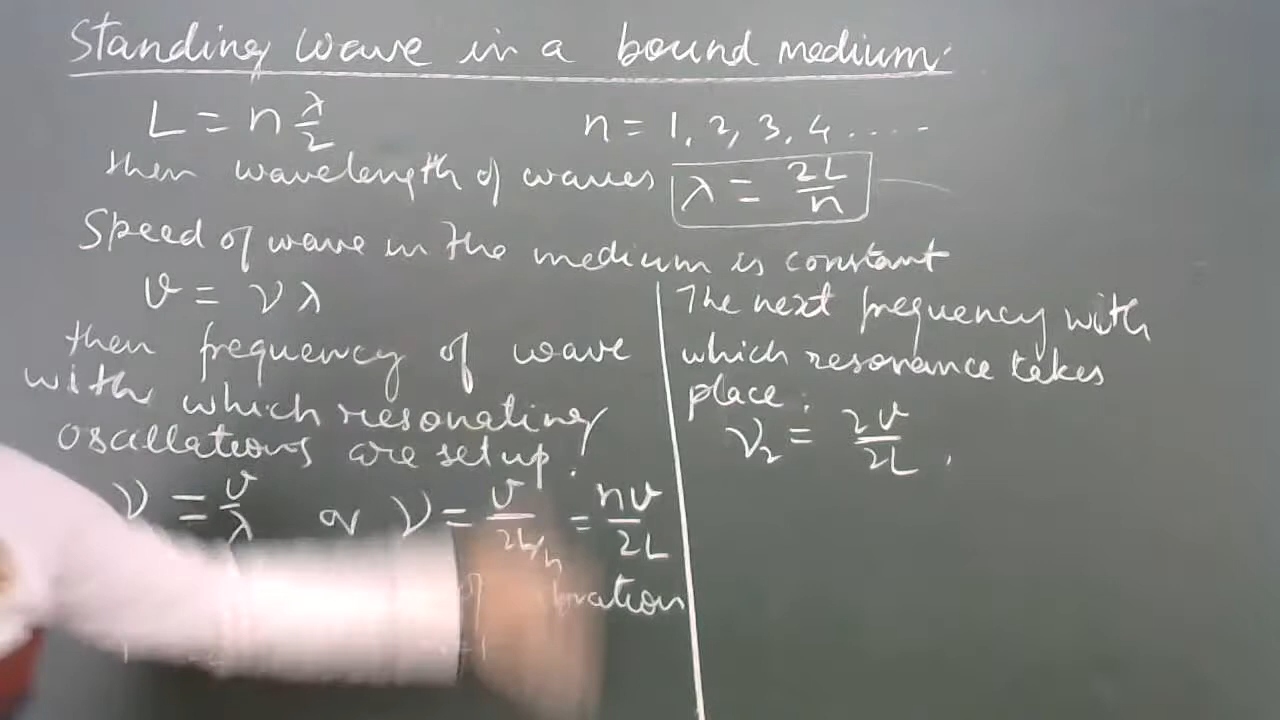 Standing wave in a bound medium.
L = n λ/2 n = 1, 2, 3, 4 .....
then wavelength of waves λ = 2L/n
Speed of wave in the medium is constant
v = ν λ
then frequency of wave
with which resonating
oscillations are setup :
ν = v/λ or ν = v/2L/n = nv/2L
The next frequency with
which resonance takes
place :
ν₂ = 2v/2L .